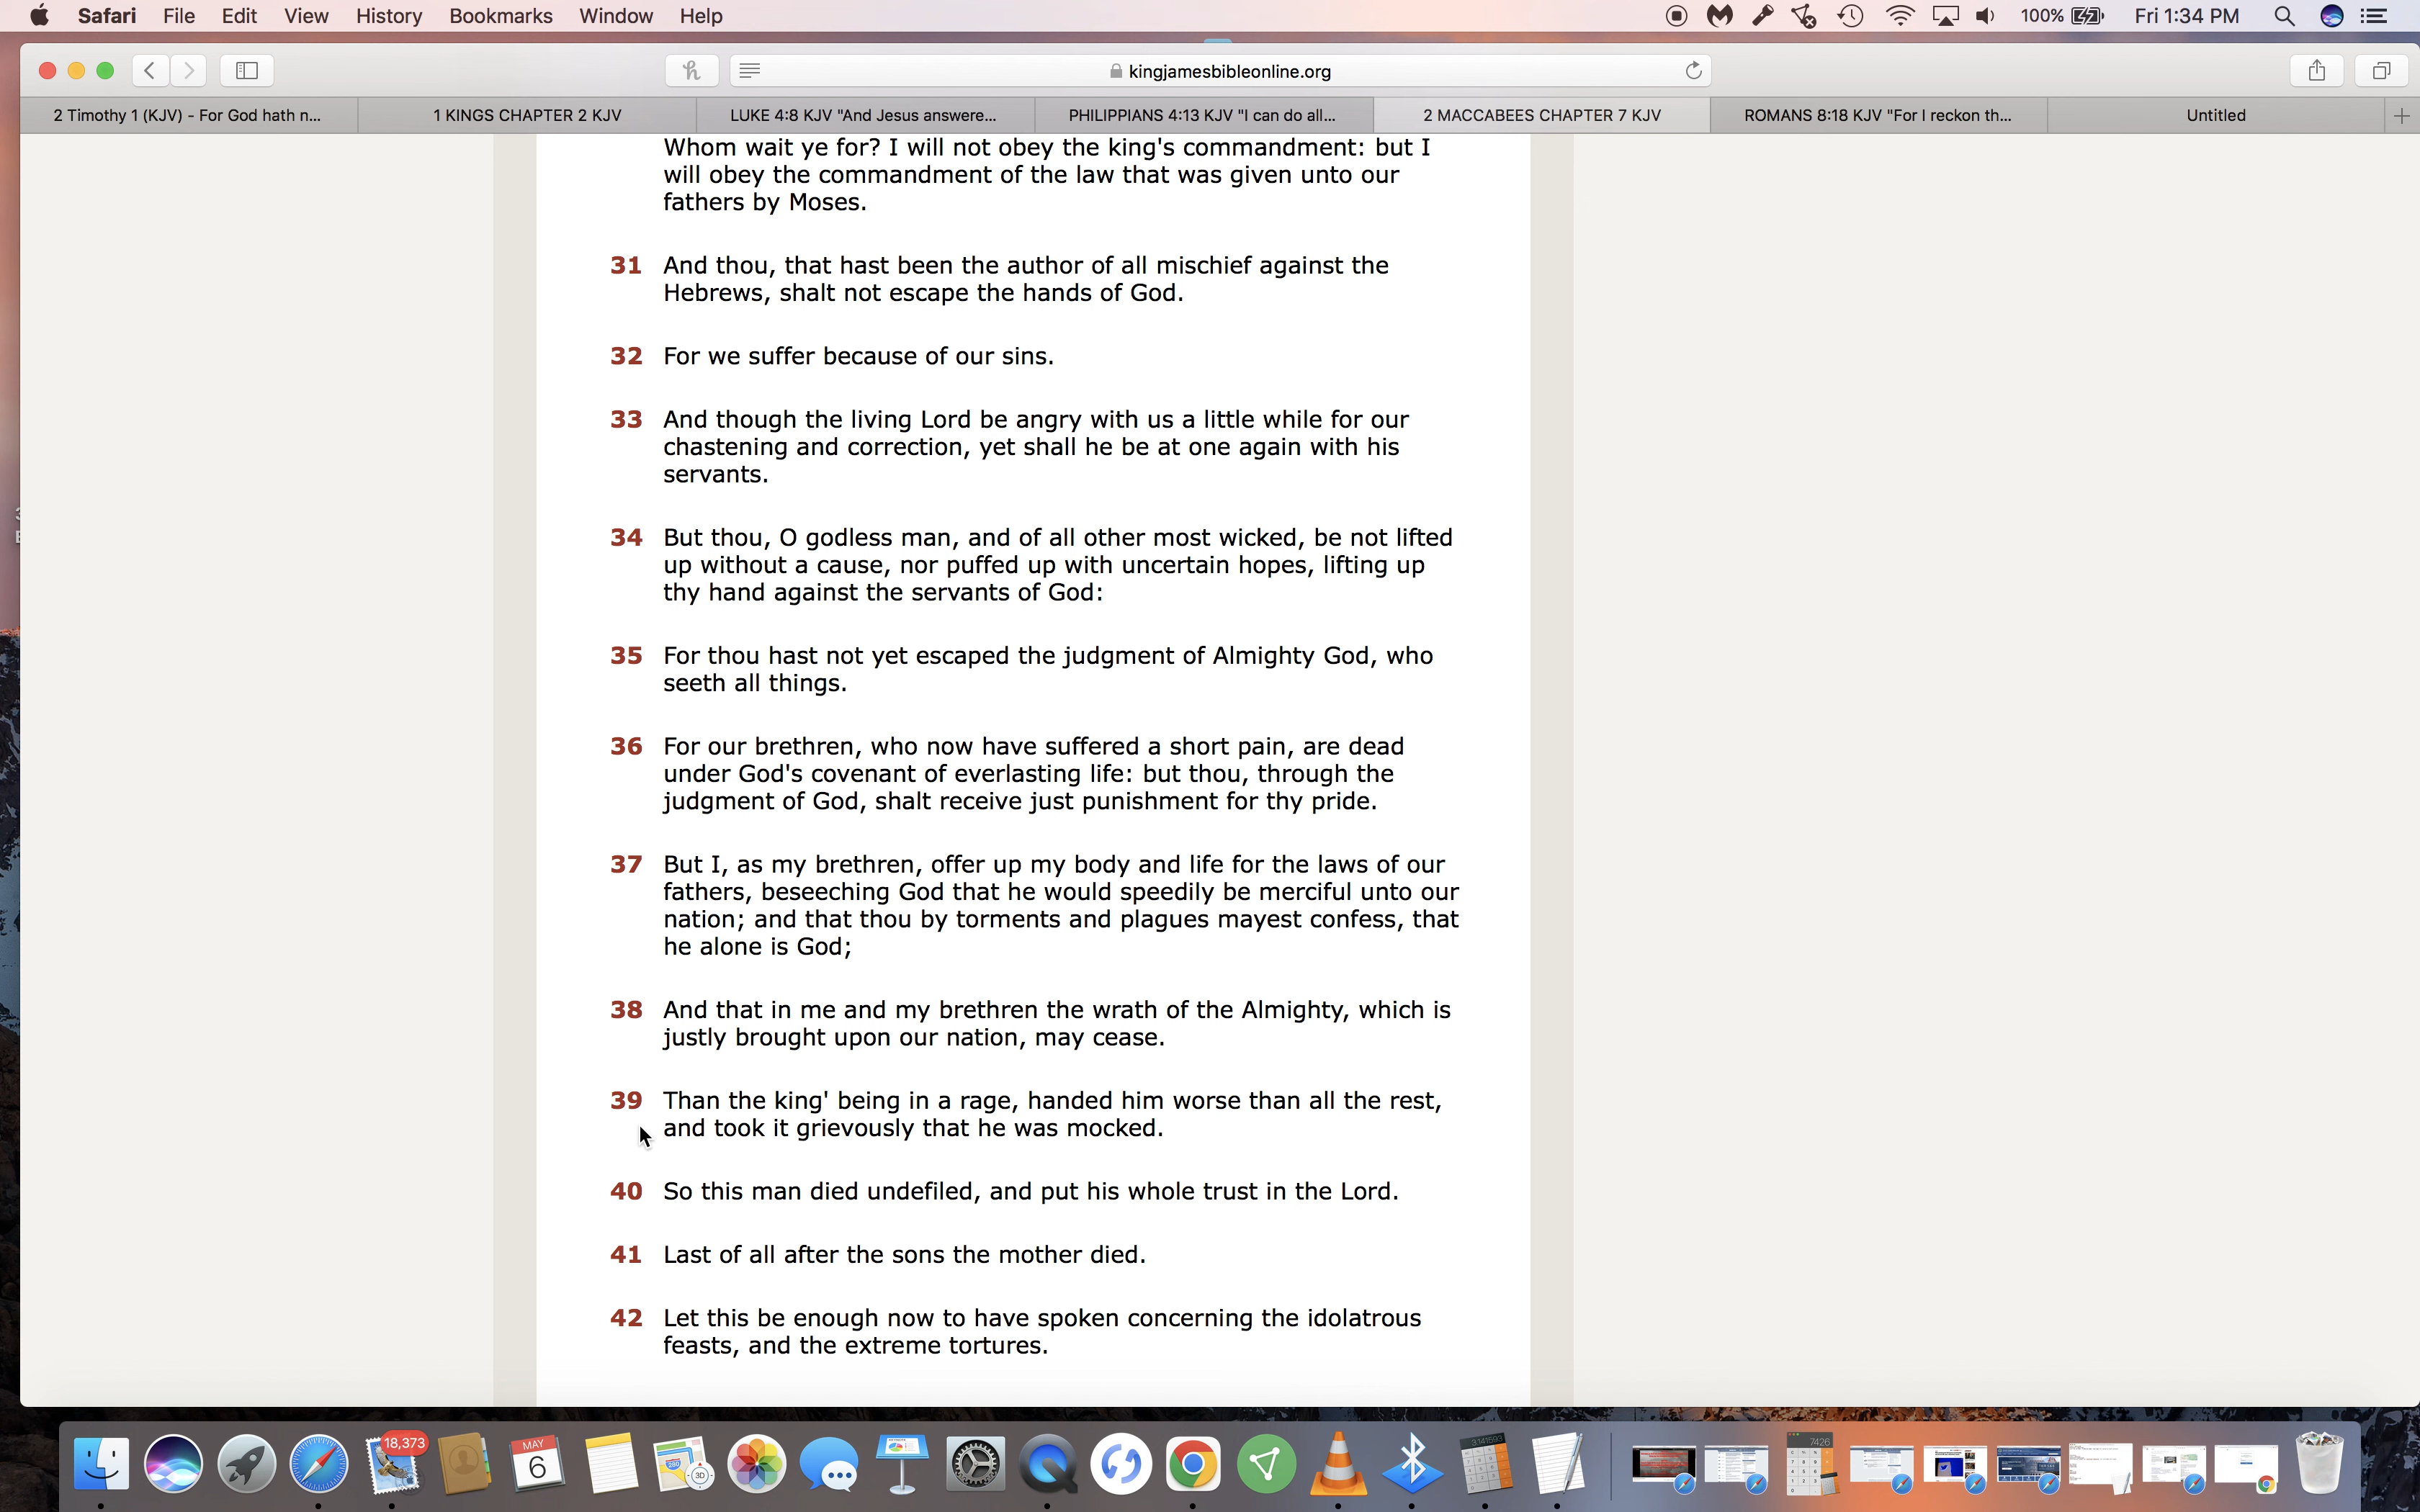 Safari File Edit View History Bookmarks Window Help 100% Fri 1:34 PM
kingjamesbibleonline.org
2 Timothy 1 (KJV) - For God hath n... 1 KINGS CHAPTER 2 KJV LUKE 4:8 KJV "And Jesus answere... PHILIPPIANS 4:13 KJV "I can do all... 2 MACCABEES CHAPTER 7 KJV ROMANS 8:18 KJV "For I reckon th... Untitled
Whom wait ye for? I will not obey the king's commandment: but I
will obey the commandment of the law that was given unto our
fathers by Moses.
31 And thou, that hast been the author of all mischief against the
Hebrews, shalt not escape the hands of God.
32 For we suffer because of our sins.
33 And though the living Lord be angry with us a little while for our
chastening and correction, yet shall he be at one again with his
servants.
34 But thou, O godless man, and of all other most wicked, be not lifted
up without a cause, nor puffed up with uncertain hopes, lifting up
thy hand against the servants of God:
35 For thou hast not yet escaped the judgment of Almighty God, who
seeth all things.
36 For our brethren, who now have suffered a short pain, are dead
under God's covenant of everlasting life: but thou, through the
judgment of God, shalt receive just punishment for thy pride.
37 But I, as my brethren, offer up my body and life for the laws of our
fathers, beseeching God that he would speedily be merciful unto our
nation; and that thou by torments and plagues mayest confess, that
he alone is God;
38 And that in me and my brethren the wrath of the Almighty, which is
justly brought upon our nation, may cease.
39 Than the king' being in a rage, handed him worse than all the rest,
and took it grievously that he was mocked.
40 So this man died undefiled, and put his whole trust in the Lord.
41 Last of all after the sons the mother died.
42 Let this be enough now to have spoken concerning the idolatrous
feasts, and the extreme tortures.
18,373
MAY
6
3D
7426